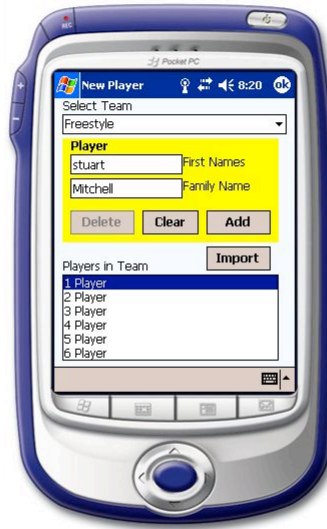 REC
Pocket PC
New Player 8:20 ok
Select Team
Freestyle
Player
stuart First Names
Mitchell Family Name
Delete Clear Add
Import
Players in Team
1 Player
2 Player
3 Player
4 Player
5 Player
6 Player